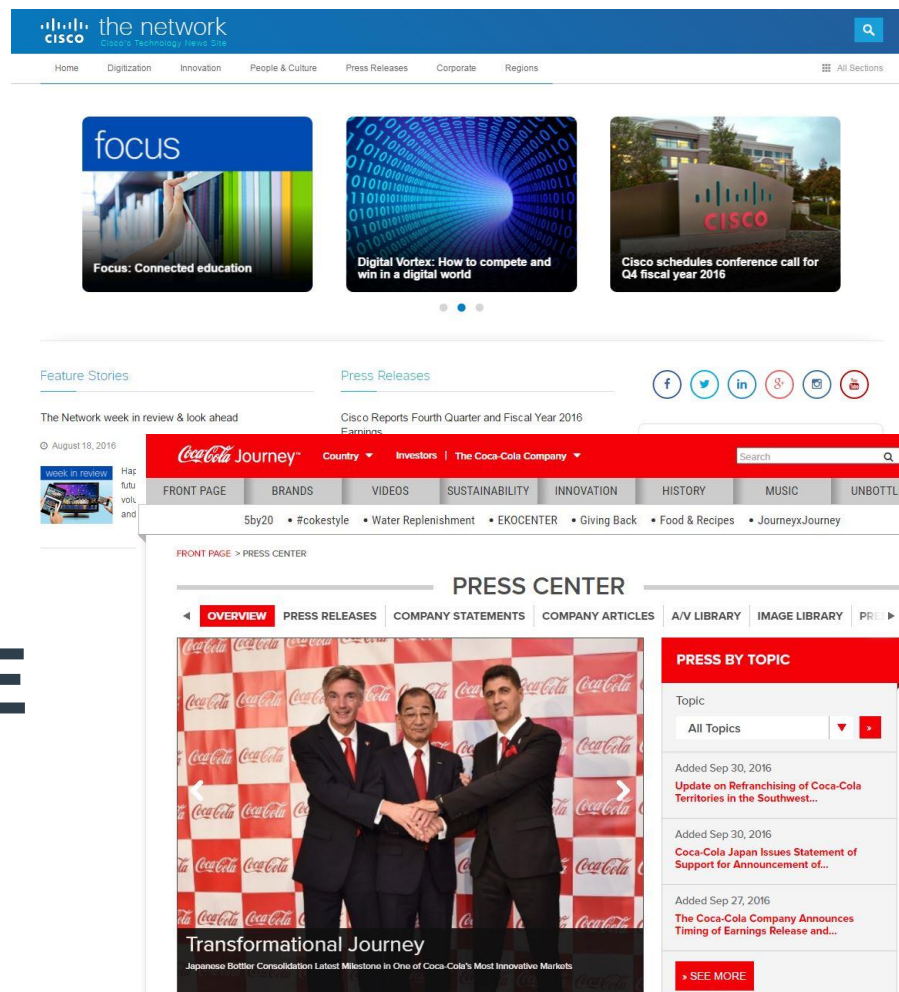 CISCO
the network
Cisco's Technology News Site
Home Digitization Innovation People & Culture Press Releases Corporate Regions All Sections
focus
Focus: Connected education
Digital Vortex: How to compete and
win in a digital world
CISCO
Cisco schedules conference call for
Q4 fiscal year 2016
Feature Stories
The Network week in review & look ahead
August 18, 2016
week in review
Press Releases
Cisco Reports Fourth Quarter and Fiscal Year 2016
Earnings
Coca-Cola Journey
Country Investors | The Coca-Cola Company
Search
FRONT PAGE BRANDS VIDEOS SUSTAINABILITY INNOVATION HISTORY MUSIC UNBOTTL
5by20 • #cokestyle • Water Replenishment • EKOCENTER • Giving Back • Food & Recipes • JourneyxJourney
FRONT PAGE > PRESS CENTER
PRESS CENTER
OVERVIEW PRESS RELEASES COMPANY STATEMENTS COMPANY ARTICLES A/V LIBRARY IMAGE LIBRARY
Coca-Cola
Transformational Journey
Japanese Bottler Consolidation Latest Milestone in One of Coca-Cola's Most Innovative Markets
PRESS BY TOPIC
Topic
All Topics
Added Sep 30, 2016
Update on Refranchising of Coca-Cola
Territories in the Southwest...
Added Sep 30, 2016
Coca-Cola Japan Issues Statement of
Support for Announcement of...
Added Sep 27, 2016
The Coca-Cola Company Announces
Timing of Earnings Release and...
» SEE MORE
E